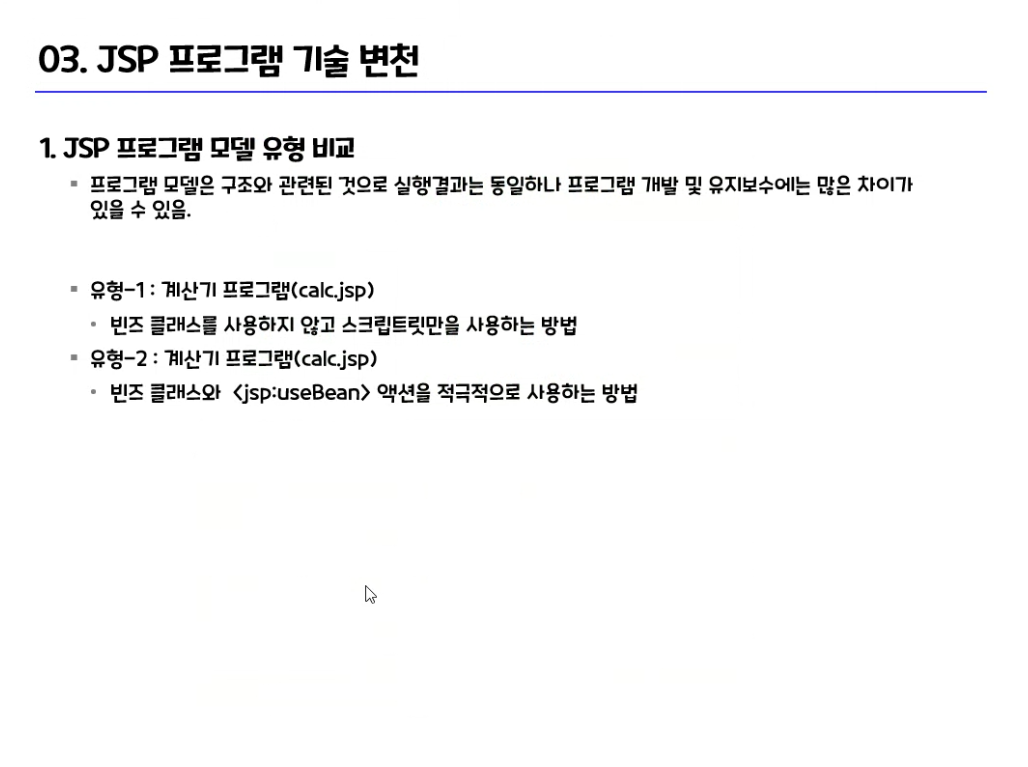 03. JSP 프로그램 기술 변천
1. JSP 프로그램 모델 유형 비교
▪ 프로그램 모델은 구조와 관련된 것으로 실행결과는 동일하나 프로그램 개발 및 유지보수에는 많은 차이가
있을 수 있음.
▪ 유형-1 : 계산기 프로그램(calc.jsp)
• 빈즈 클래스를 사용하지 않고 스크립트릿만을 사용하는 방법
▪ 유형-2 : 계산기 프로그램(calc.jsp)
• 빈즈 클래스와 <jsp:useBean> 액션을 적극적으로 사용하는 방법